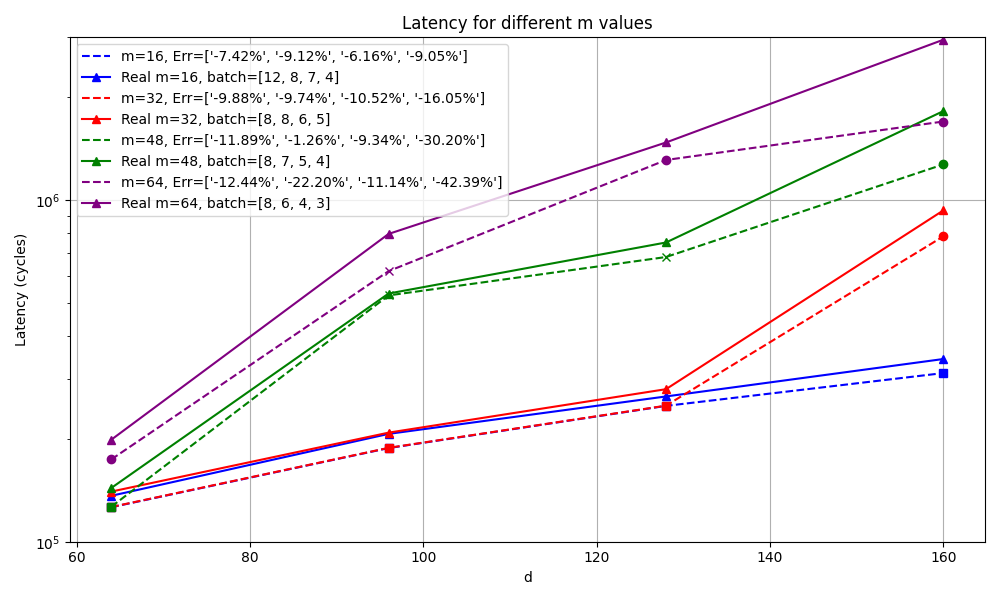 Latency for different m values
m=16, Err=['-7.42%', '-9.12%', '-6.16%', '-9.05%']
Real m=16, batch=[12, 8, 7, 4]
m=32, Err=['-9.88%', '-9.74%', '-10.52%', '-16.05%']
Real m=32, batch=[8, 8, 6, 5]
m=48, Err=['-11.89%', '-1.26%', '-9.34%', '-30.20%']
Real m=48, batch=[8, 7, 5, 4]
m=64, Err=['-12.44%', '-22.20%', '-11.14%', '-42.39%']
Real m=64, batch=[8, 6, 4, 3]
Latency (cycles)
10⁶
10⁵
60 80 100 120 140 160
d